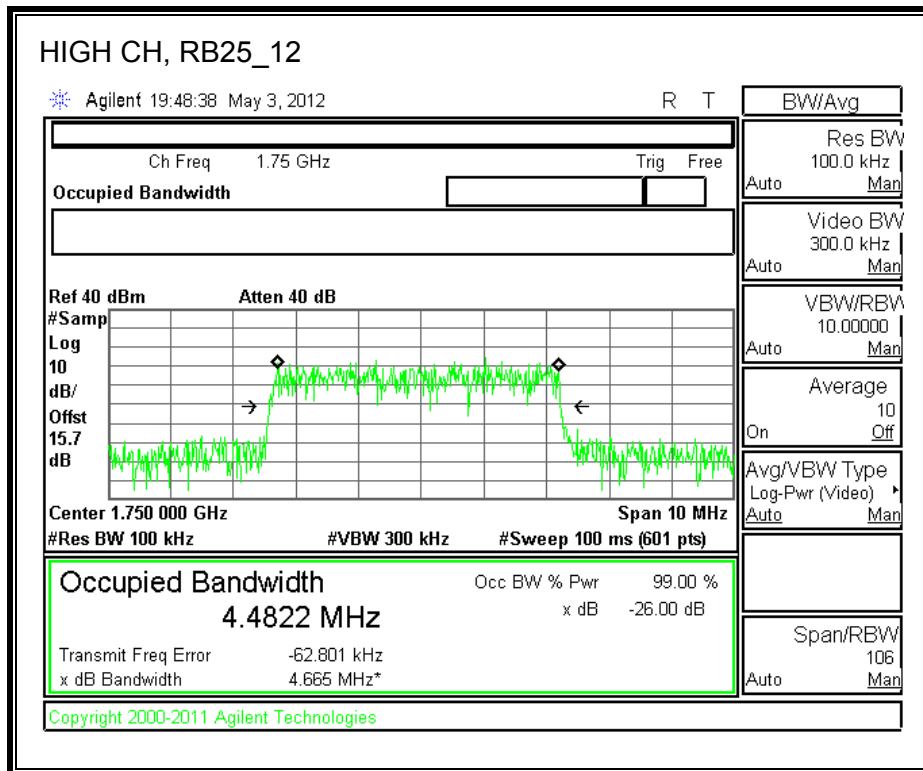 HIGH CH, RB25_12
Agilent 19:48:38 May 3, 2012
R T
BW/Avg
Ch Freq 1.75 GHz
Trig Free
Occupied Bandwidth
Res BW
100.0 kHz
Auto Man
Video BW
300.0 kHz
Auto Man
VBW/RBW
10.00000
Auto Man
Average
10
On Off
Avg/VBW Type
Log-Pwr (Video)
Auto Man
Span/RBW
106
Auto Man
Ref 40 dBm Atten 40 dB
#Samp
Log
10
dB/
Offst
15.7
dB
Center 1.750 000 GHz Span 10 MHz
#Res BW 100 kHz #VBW 300 kHz #Sweep 100 ms (601 pts)
Occupied Bandwidth
4.4822 MHz
Occ BW % Pwr 99.00 %
x dB -26.00 dB
Transmit Freq Error -62.801 kHz
x dB Bandwidth 4.665 MHz*
Copyright 2000-2011 Agilent Technologies